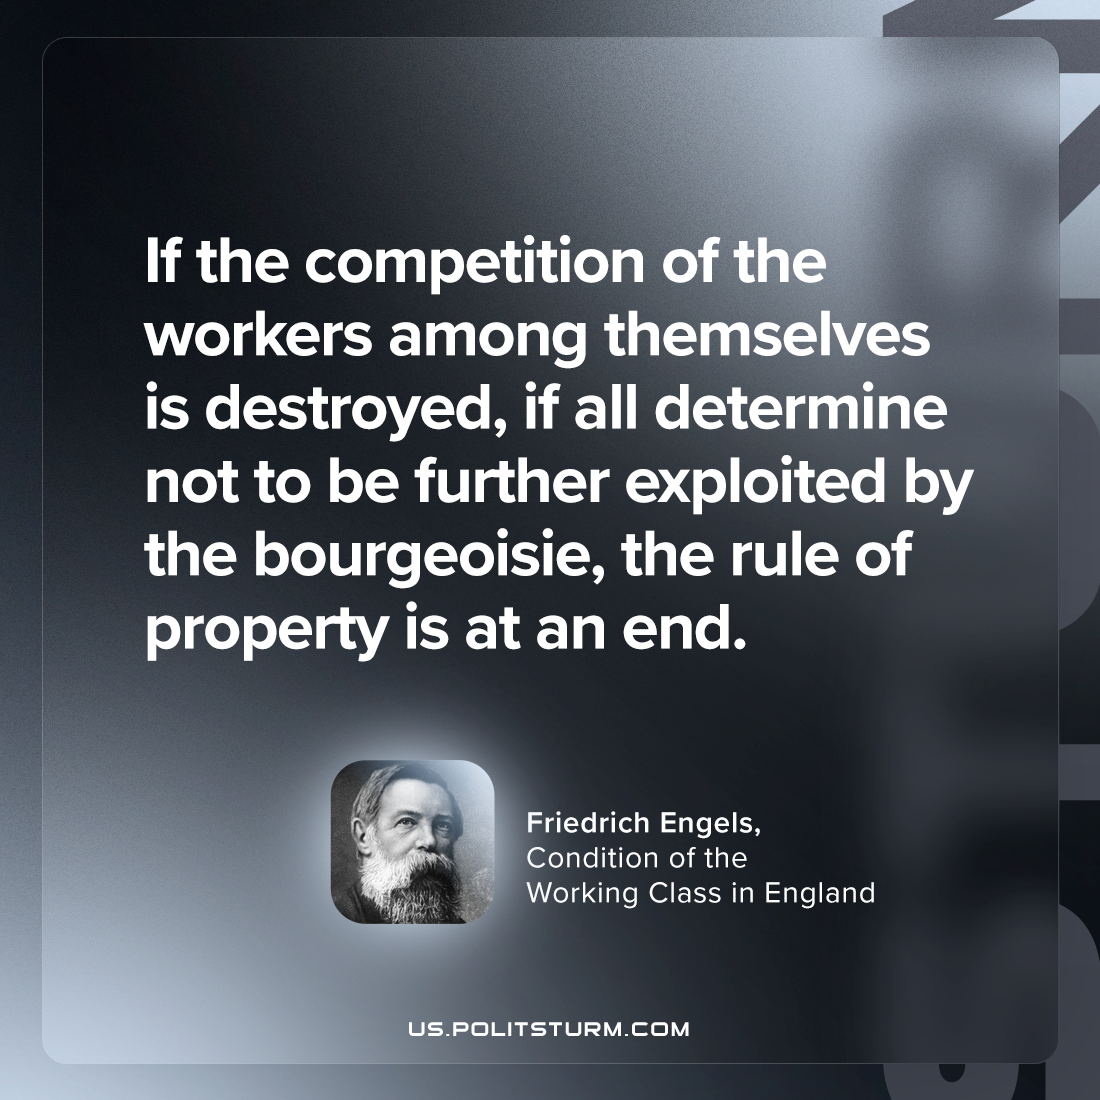 If the competition of the
workers among themselves
is destroyed, if all determine
not to be further exploited by
the bourgeoisie, the rule of
property is at an end.
Friedrich Engels,
Condition of the
Working Class in England
US.POLITSTURM.COM